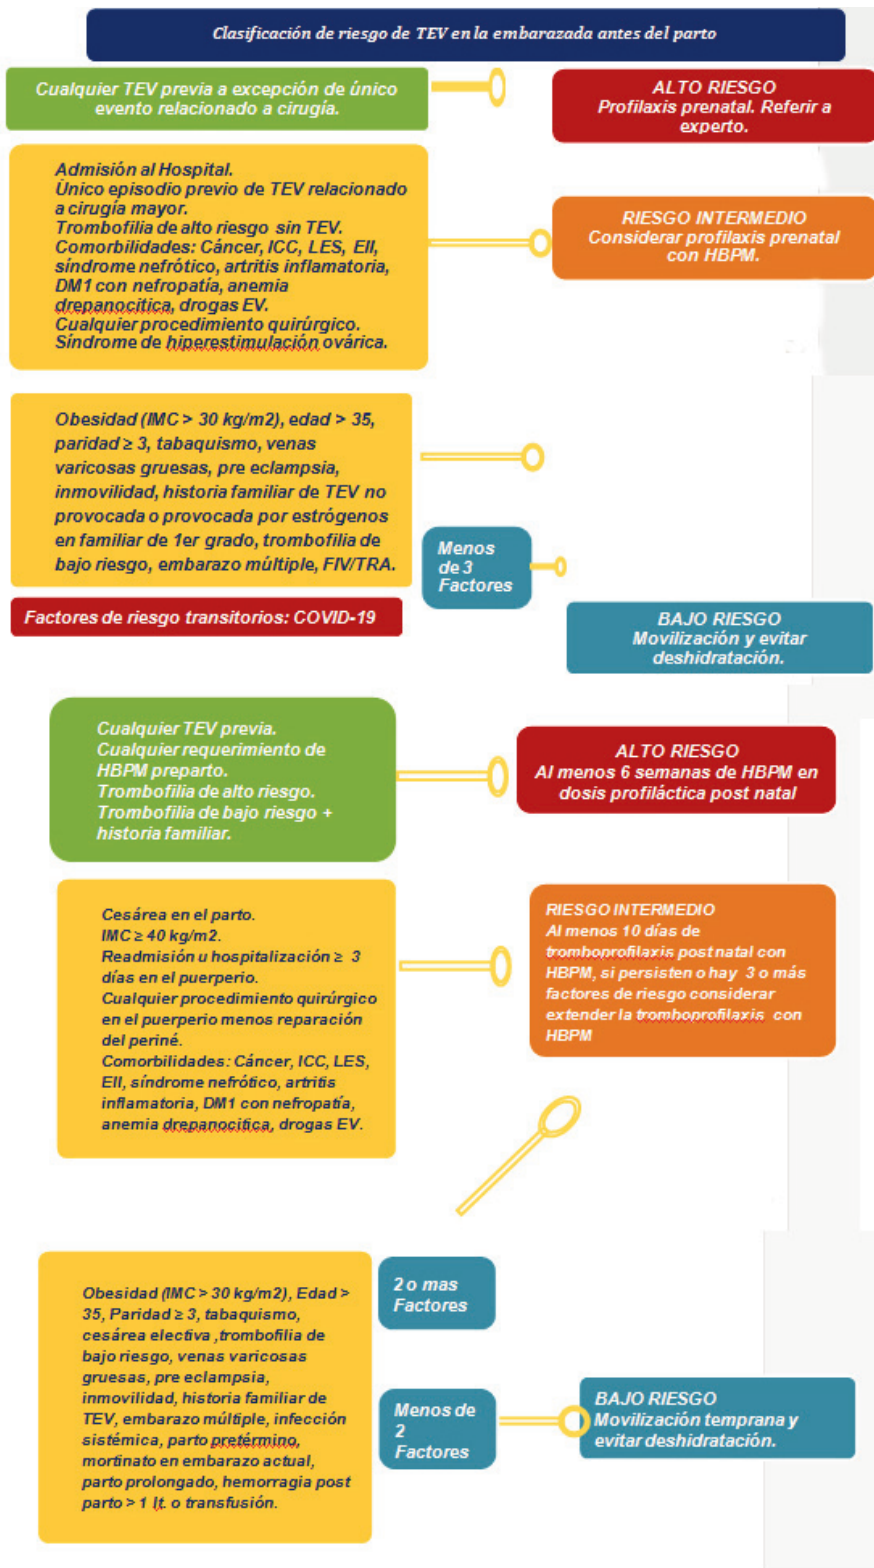 Clasificación de riesgo de TEV en la embarazada antes del parto
Cualquier TEV previa a excepción de único
evento relacionado a cirugía.
ALTO RIESGO
Profilaxis prenatal. Referir a
experto.
Admisión al Hospital.
Único episodio previo de TEV relacionado
a cirugía mayor.
Trombofilia de alto riesgo sin TEV.
Comorbilidades: Cáncer, ICC, LES, EII,
síndrome nefrótico, artritis inflamatoria,
DM1 con nefropatía, anemia
drepanocítica, drogas EV.
Cualquier procedimiento quirúrgico.
Síndrome de hiperestimulación ovárica.
RIESGO INTERMEDIO
Considerar profilaxis prenatal
con HBPM.
Obesidad (IMC > 30 kg/m2), edad > 35,
paridad ≥ 3, tabaquismo, venas
varicosas gruesas, pre eclampsia,
inmovilidad, historia familiar de TEV no
provocada o provocada por estrógenos
en familiar de 1er grado, trombofilia de
bajo riesgo, embarazo múltiple, FIV/TRA.
Menos
de 3
Factores
Factores de riesgo transitorios: COVID-19
BAJO RIESGO
Movilización y evitar
deshidratación.
Cualquier TEV previa.
Cualquier requerimiento de
HBPM preparto.
Trombofilia de alto riesgo.
Trombofilia de bajo riesgo +
historia familiar.
ALTO RIESGO
Al menos 6 semanas de HBPM en
dosis profiláctica post natal
Cesárea en el parto.
IMC ≥ 40 kg/m2.
Readmisión u hospitalización ≥ 3
días en el puerperio.
Cualquier procedimiento quirúrgico
en el puerperio menos reparación
del periné.
Comorbilidades: Cáncer, ICC, LES,
EII, síndrome nefrótico, artritis
inflamatoria, DM1 con nefropatía,
anemia drepanocitica, drogas EV.
RIESGO INTERMEDIO
Al menos 10 días de
tromboprofilaxis post natal con
HBPM, si persisten o hay 3 o más
factores de riesgo considerar
extender la tromboprofilaxis con
HBPM
Obesidad (IMC > 30 kg/m2), Edad >
35, Paridad ≥ 3, tabaquismo,
cesárea electiva ,trombofilia de
bajo riesgo, venas varicosas
gruesas, pre eclampsia,
inmovilidad, historia familiar de
TEV, embarazo múltiple, infección
sistémica, parto pretérmino,
mortinato en embarazo actual,
parto prolongado, hemorragia post
parto > 1 lt. o transfusión.
2 o mas
Factores
Menos de
2
Factores
BAJO RIESGO
Movilización temprana y
evitar deshidratación.